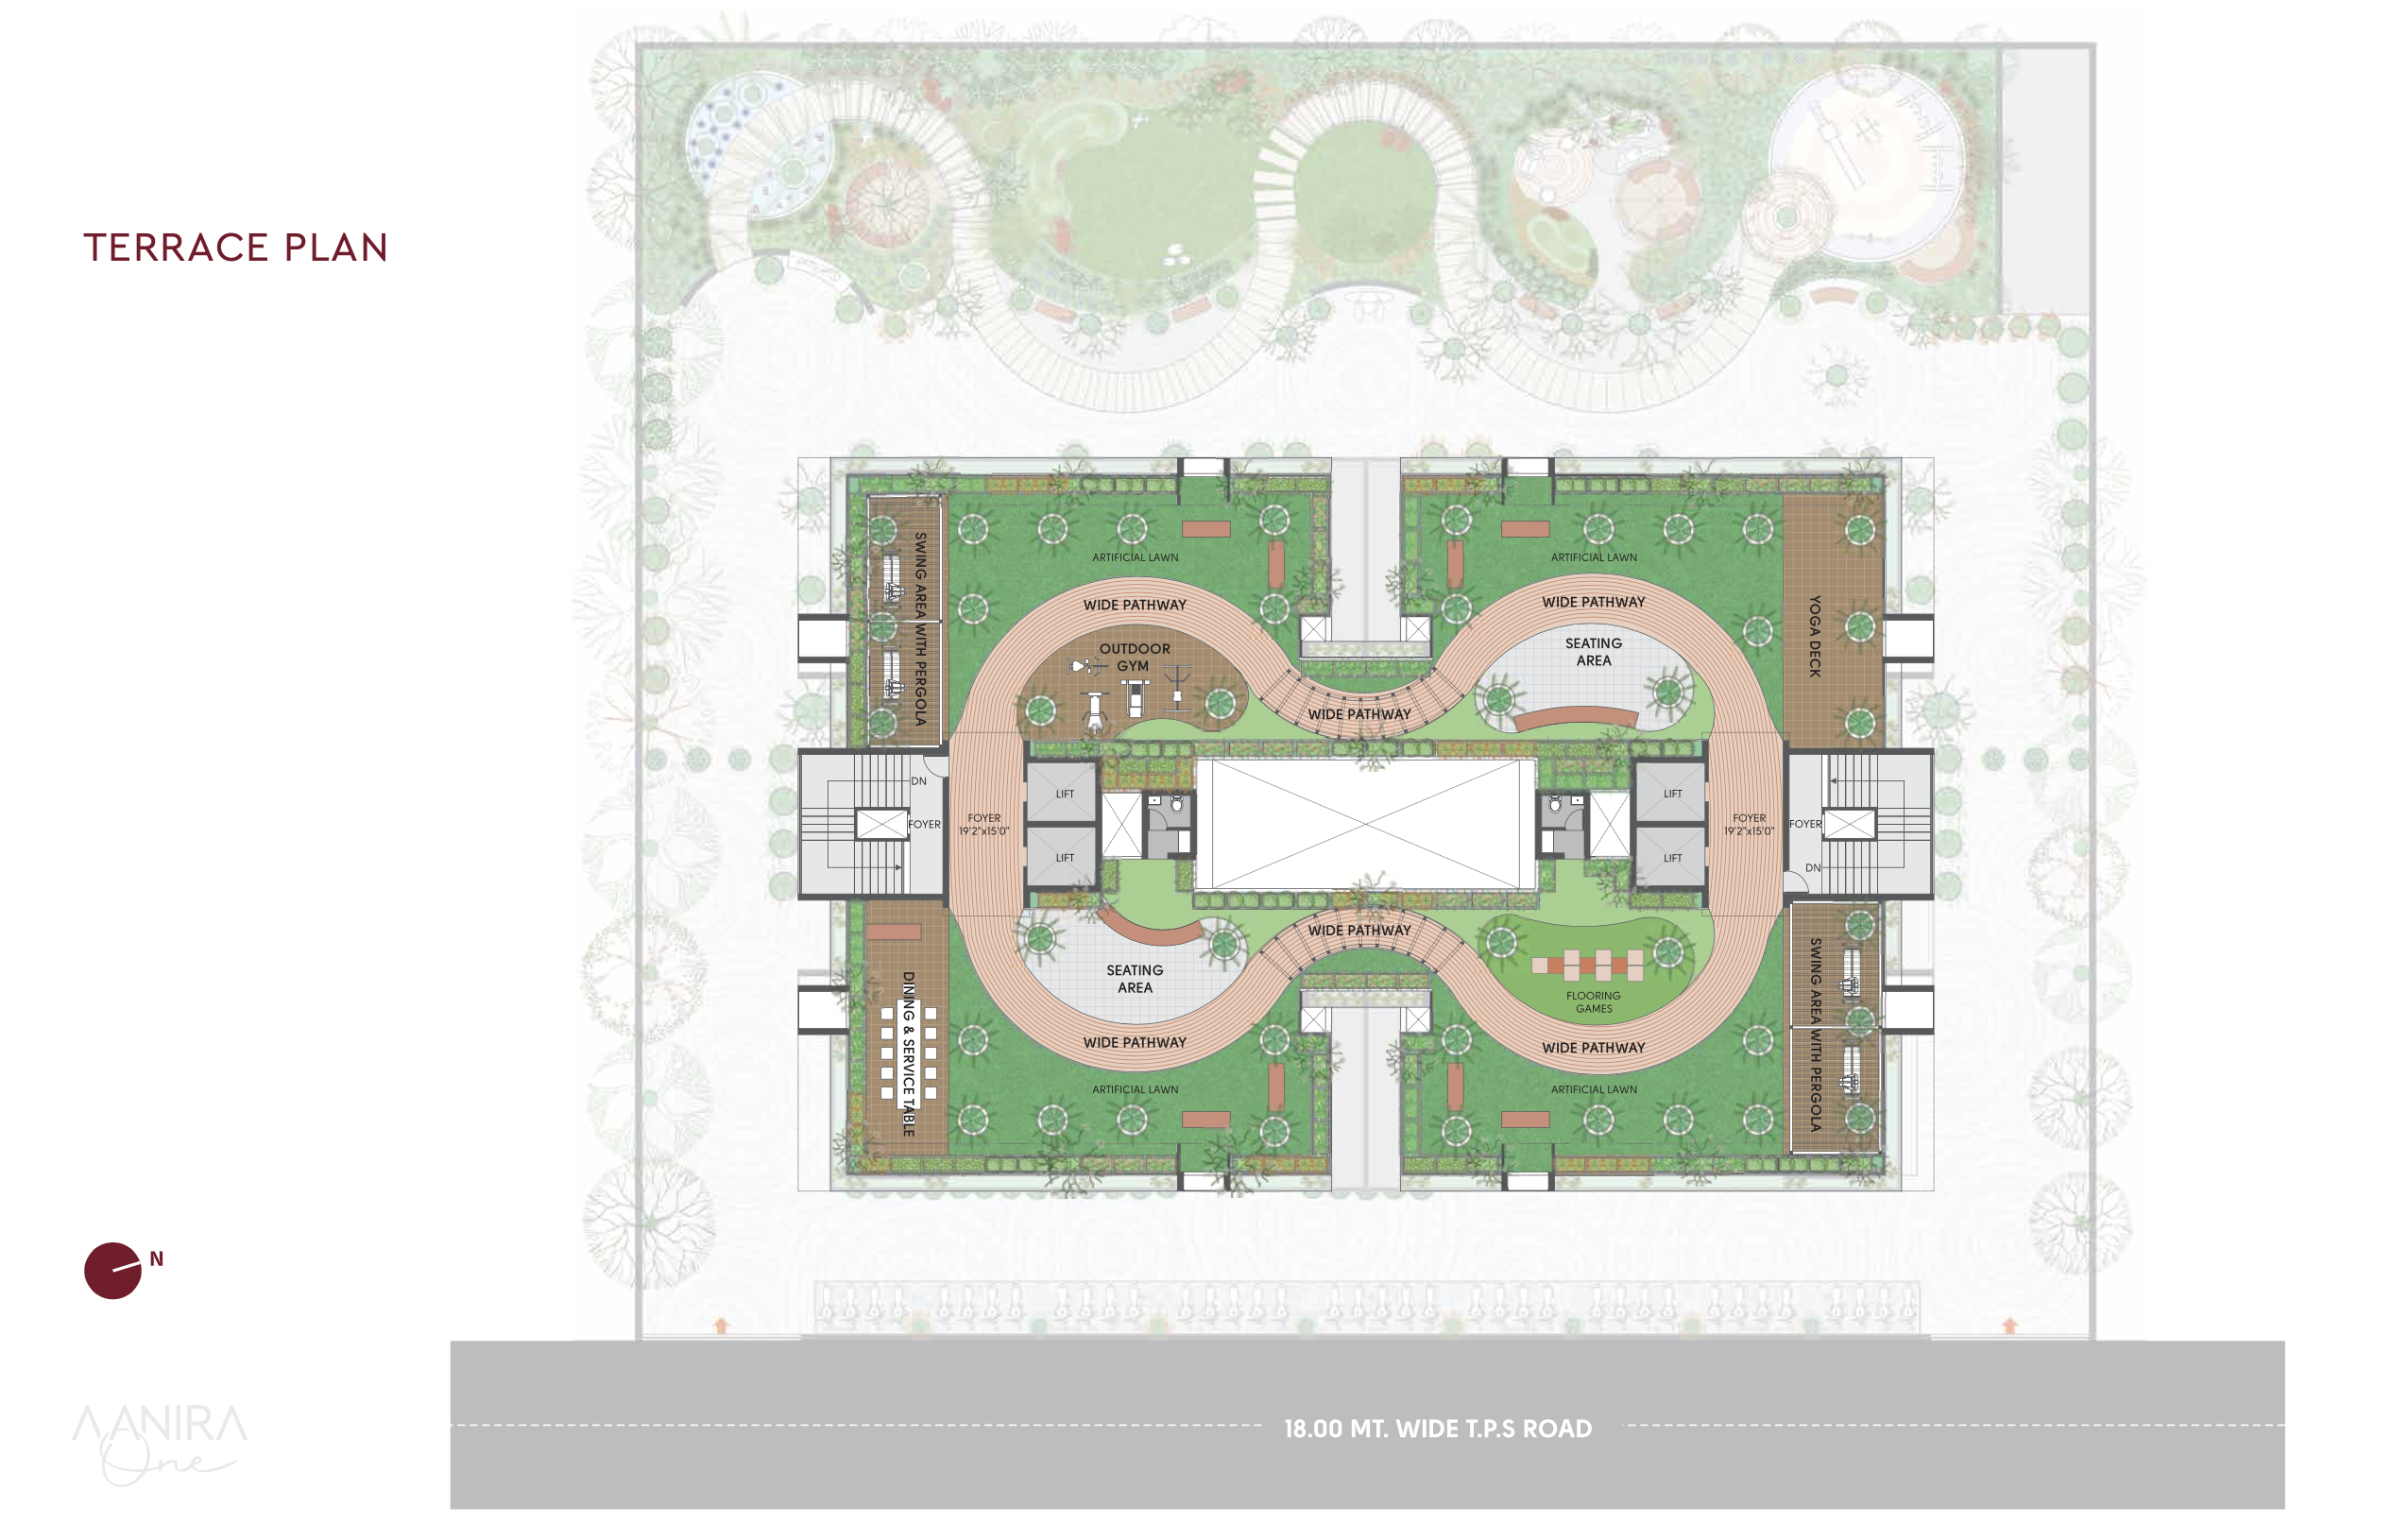 TERRACE PLAN
ARTIFICIAL LAWN
ARTIFICIAL LAWN
WIDE PATHWAY
WIDE PATHWAY
SWING AREA WITH PERGOLA
OUTDOOR
GYM
SEATING
AREA
YOGA DECK
WIDE PATHWAY
DN
LIFT
LIFT
FOYER
FOYER
19'2"x15'0"
FOYER
19'2"x15'0"
FOYER
LIFT
LIFT
DN
WIDE PATHWAY
SEATING
AREA
FLOORING
GAMES
DINING & SERVICE TABLE
SWING AREA WITH PERGOLA
WIDE PATHWAY
WIDE PATHWAY
ARTIFICIAL LAWN
ARTIFICIAL LAWN
N
AANIRA
One
18.00 MT. WIDE T.P.S ROAD